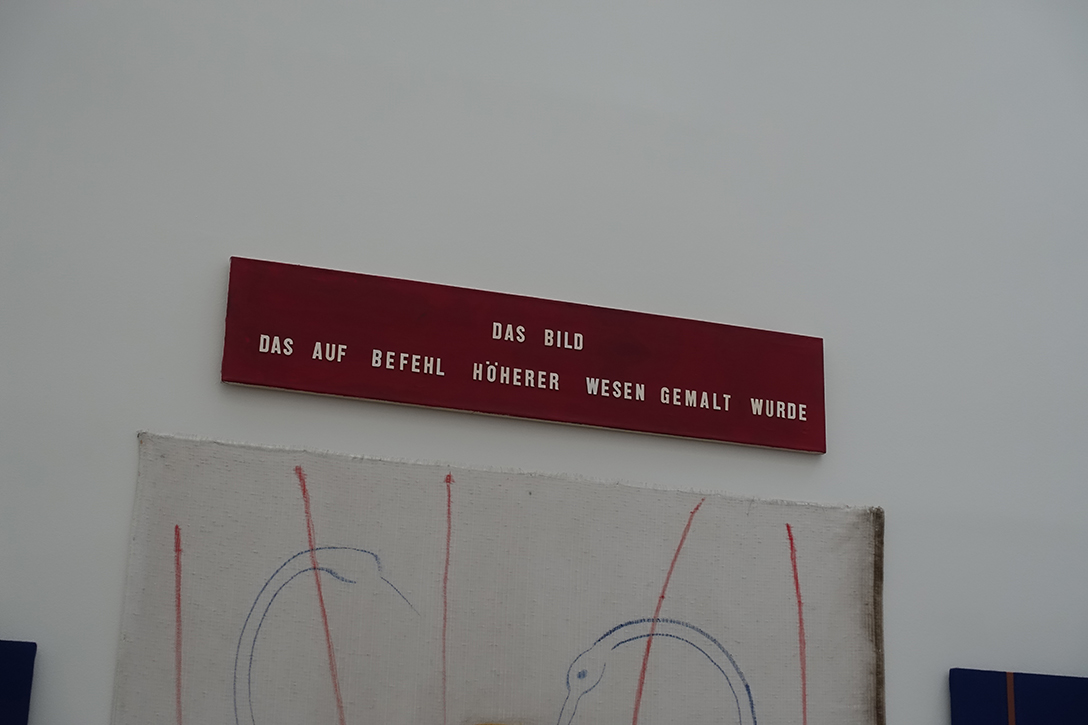 DAS BILD
DAS AUF BEFEHL HÖHERER WESEN GEMALT WURDE